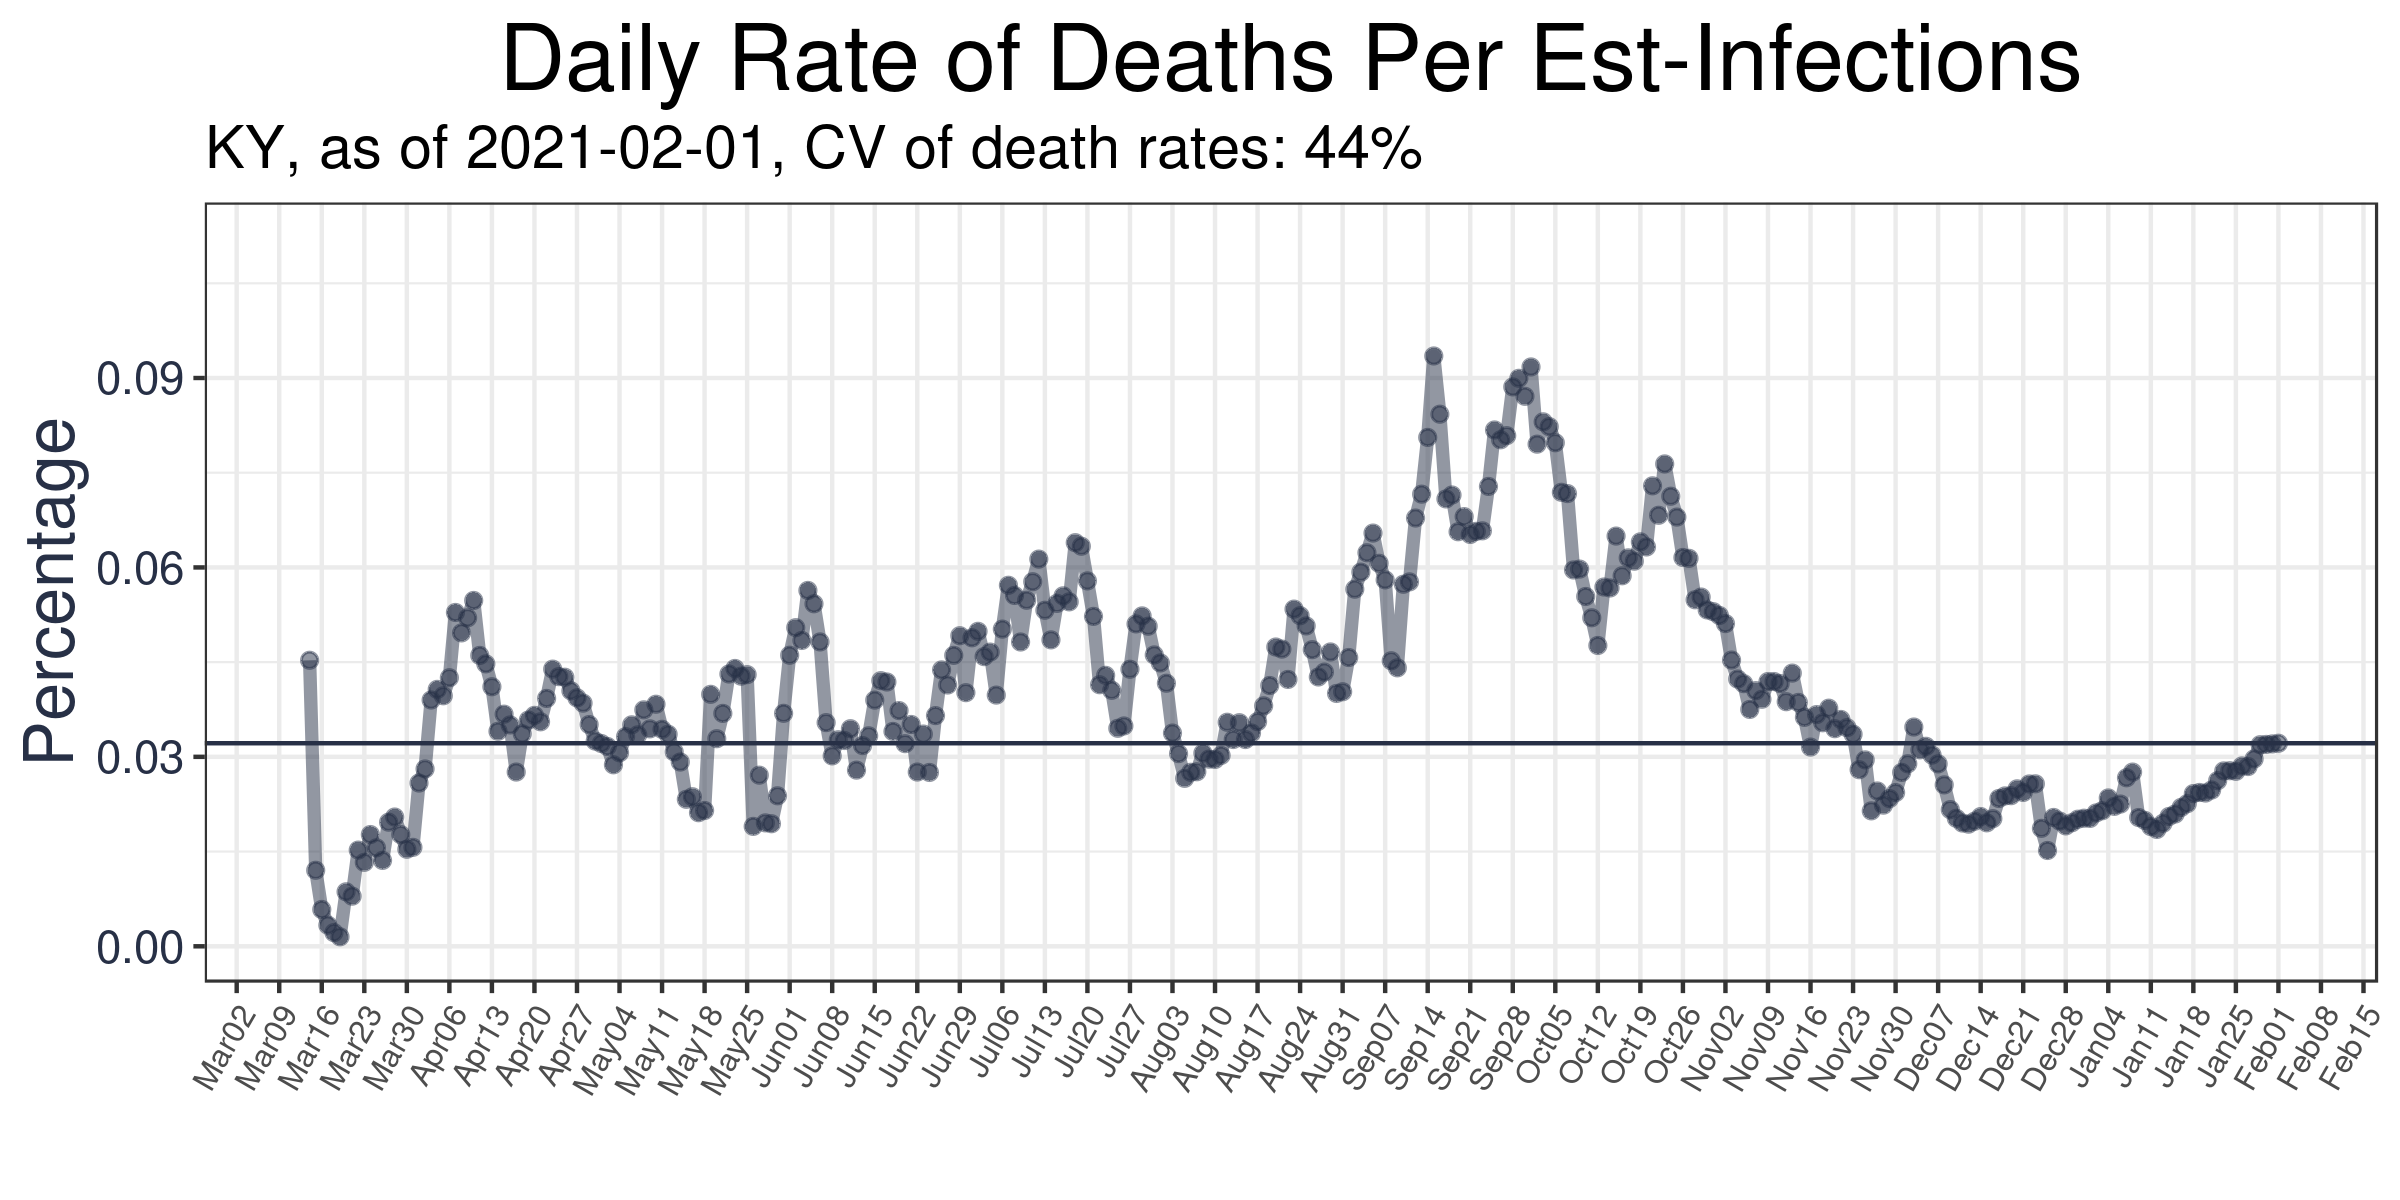 Daily Rate of Deaths Per Est-Infections
KY, as of 2021-02-01, CV of death rates: 44%
Percentage
0.09
0.06
0.03
0.00
Mar02
Mar09
Mar16
Mar23
Mar30
Apr06
Apr13
Apr20
Apr27
May04
May11
May18
May25
Jun01
Jun08
Jun15
Jun22
Jun29
Jul06
Jul13
Jul20
Jul27
Aug03
Aug10
Aug17
Aug24
Aug31
Sep07
Sep14
Sep21
Sep28
Oct05
Oct12
Oct19
Oct26
Nov02
Nov09
Nov16
Nov23
Nov30
Dec07
Dec14
Dec21
Dec28
Jan04
Jan11
Jan18
Jan25
Feb01
Feb08
Feb15